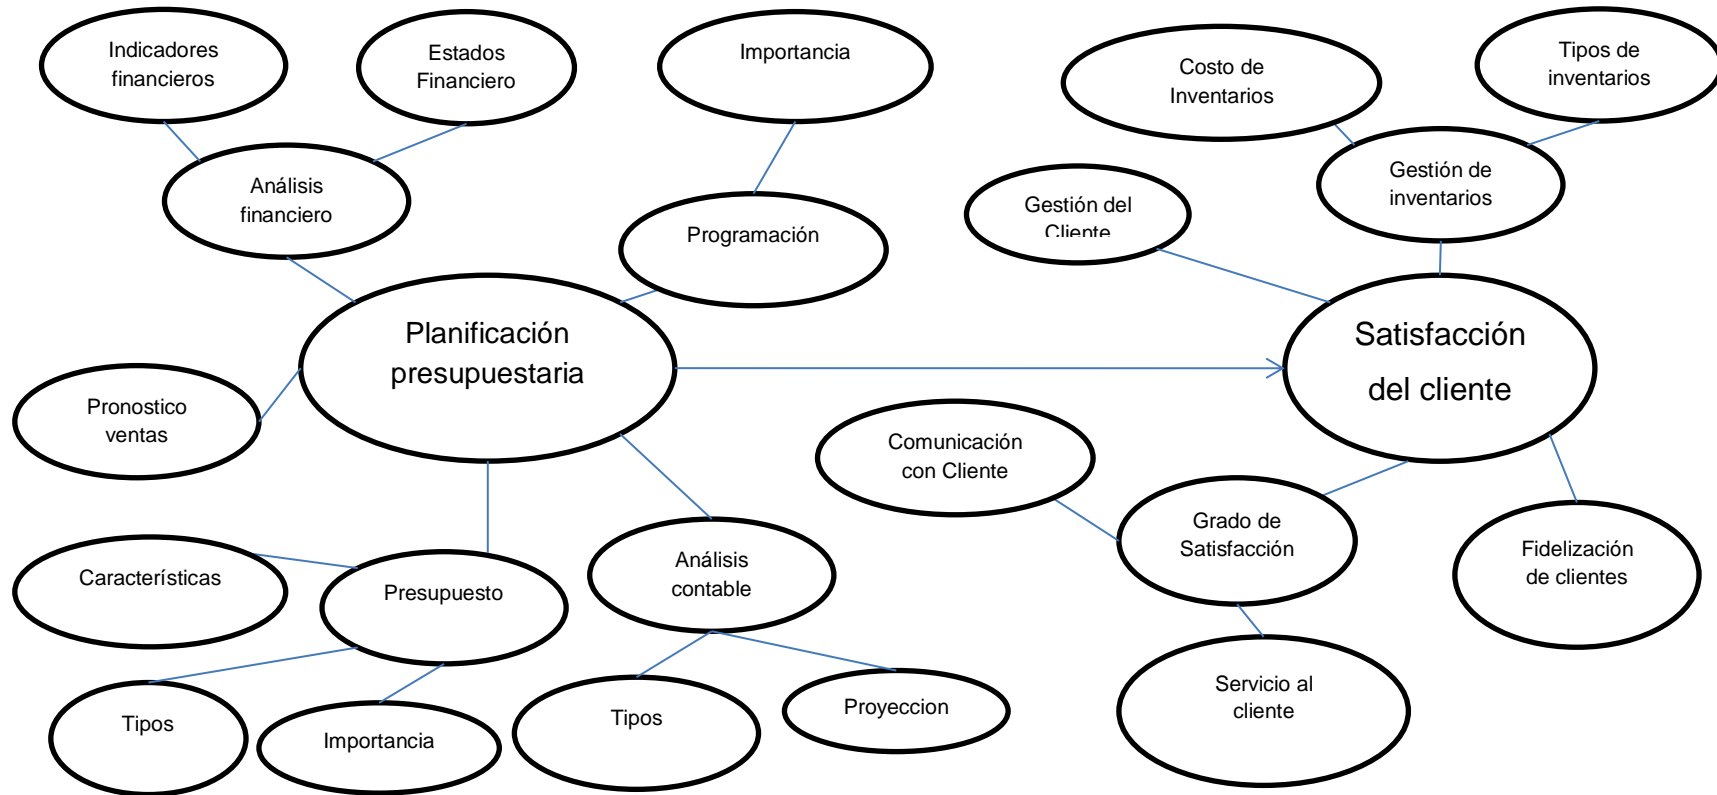 Indicadores
financieros
Estados
Financiero
Importancia
Costo de
Inventarios
Tipos de
inventarios
Análisis
financiero
Programación
Gestión del
Cliente
Gestión de
inventarios
Planificación
presupuestaria
Satisfacción
del cliente
Pronostico
ventas
Comunicación
con Cliente
Grado de
Satisfacción
Fidelización
de clientes
Características
Presupuesto
Análisis
contable
Tipos
Importancia
Tipos
Proyeccion
Servicio al
cliente